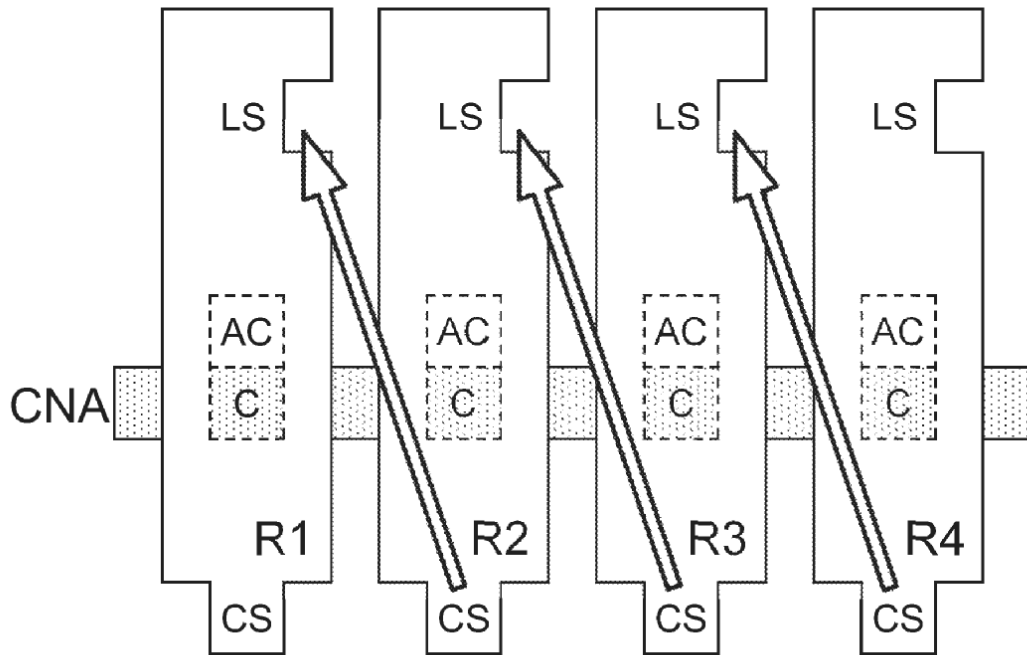 LS LS LS LS
AC AC AC AC
CNA C C C C
R1 R2 R3 R4
CS CS CS CS